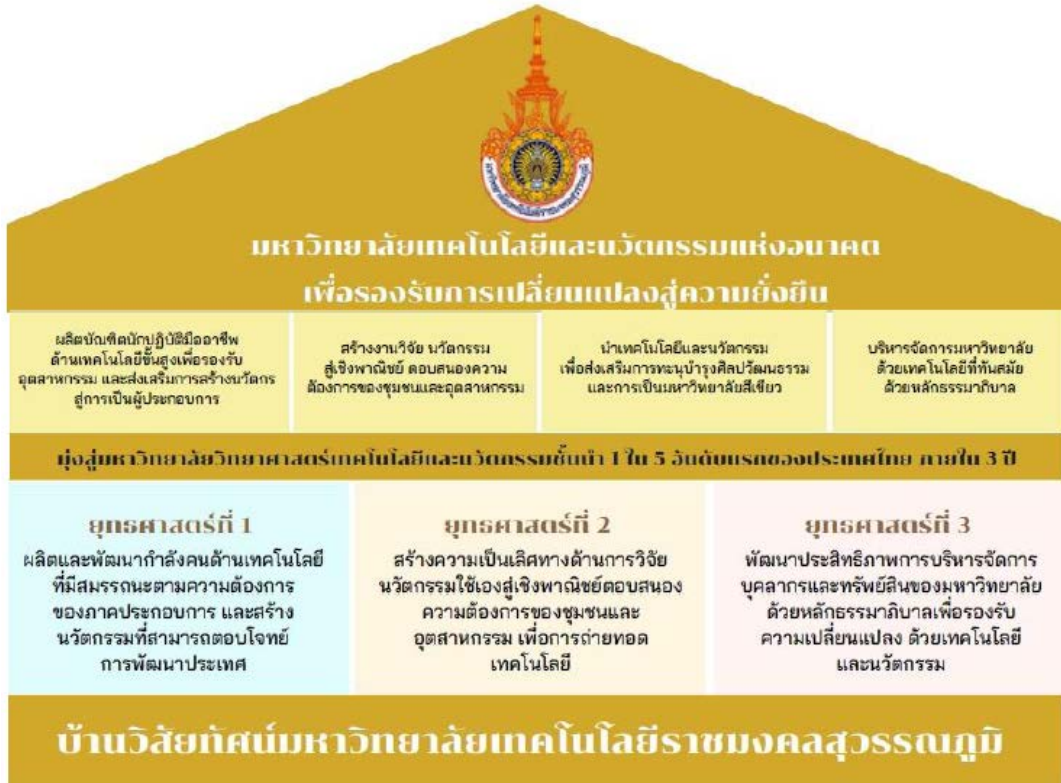 มหาวิทยาลัยเทคโนโลยีราชมงคลสุวรรณภูมิ
มหาวิทยาลัยเทคโนโลยีและนวัตกรรมแห่งอนาคต
เพื่อรองรับการเปลี่ยนแปลงสู่ความยั่งยืน
ผลิตบัณฑิตนักปฏิบัติมืออาชีพ
ด้านเทคโนโลยีขั้นสูงเพื่อรองรับ
อุตสาหกรรม และส่งเสริมการสร้างนวัตกร
สู่การเป็นผู้ประกอบการ
สร้างงานวิจัย นวัตกรรม
สู่เชิงพาณิชย์ ตอบสนองความ
ต้องการของชุมชนและอุตสาหกรรม
นำเทคโนโลยีและนวัตกรรม
เพื่อส่งเสริมการทะนุบำรุงศิลปวัฒนธรรม
และการเป็นมหาวิทยาลัยสีเขียว
บริหารจัดการมหาวิทยาลัย
ด้วยเทคโนโลยีที่ทันสมัย
ด้วยหลักธรรมาภิบาล
มุ่งสู่มหาวิทยาลัยวิทยาศาสตร์เทคโนโลยีและนวัตกรรมชั้นนำ 1 ใน 5 อันดับแรกของประเทศไทย ภายใน 3 ปี
ยุทธศาสตร์ที่ 1
ผลิตและพัฒนากำลังคนด้านเทคโนโลยี
ที่มีสมรรถนะตามความต้องการ
ของภาคประกอบการ และสร้าง
นวัตกรรมที่สามารถตอบโจทย์
การพัฒนาประเทศ
ยุทธศาสตร์ที่ 2
สร้างความเป็นเลิศทางด้านการวิจัย
นวัตกรรมใช้เองสู่เชิงพาณิชย์ตอบสนอง
ความต้องการของชุมชนและ
อุตสาหกรรม เพื่อการถ่ายทอด
เทคโนโลยี
ยุทธศาสตร์ที่ 3
พัฒนาประสิทธิภาพการบริหารจัดการ
บุคลากรและทรัพย์สินของมหาวิทยาลัย
ด้วยหลักธรรมาภิบาลเพื่อรองรับ
ความเปลี่ยนแปลง ด้วยเทคโนโลยี
และนวัตกรรม
บ้านวิสัยทัศน์มหาวิทยาลัยเทคโนโลยีราชมงคลสุวรรณภูมิ